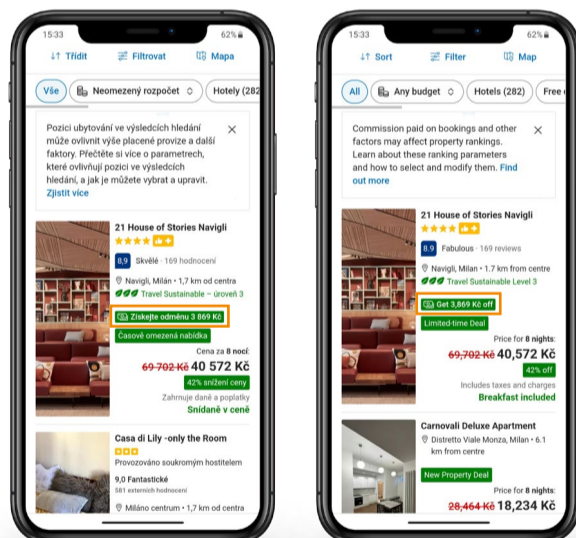 15:33
62%
↓↑ Třídit
Filtrovat
Mapa
Vše
Neomezený rozpočet
Hotely (282
Pozici ubytování ve výsledcích hledání
může ovlivnit výše placené provize a další
faktory. Přečtěte si více o parametrech,
které ovlivňují pozici ve výsledcích
hledání, a jak je můžete vybrat a upravit.
Zjistit více
21 House of Stories Navigli
8,9 Skvělé · 169 hodnocení
Navigli, Milán • 1,7 km od centra
Travel Sustainable – úroveň 3
Získejte odměnu 3 869 Kč
Časově omezená nabídka
Cena za 8 nocí:
69 702 Kč 40 572 Kč
42% snížení ceny
Zahrnuje daně a poplatky
Snídaně v ceně
Casa di Lily -only the Room
Provozováno soukromým hostitelem
9,0 Fantastické
581 externích hodnocení
Miláno centrum • 1,7 km od centra
15:33
62%
↓↑ Sort
Filter
Map
All
Any budget
Hotels (282)
Free
Commission paid on bookings and other
factors may affect property rankings.
Learn about these ranking parameters
and how to select and modify them. Find
out more
21 House of Stories Navigli
8.9 Fabulous · 169 reviews
Navigli, Milan • 1.7 km from centre
Travel Sustainable Level 3
Get 3,869 Kč off
Limited-time Deal
Price for 8 nights:
69,702 Kč 40,572 Kč
42% off
Includes taxes and charges
Breakfast included
Carnovali Deluxe Apartment
Distretto Viale Monza, Milan • 6.1
km from centre
New Property Deal
Price for 8 nights:
28,464 Kč 18,234 Kč